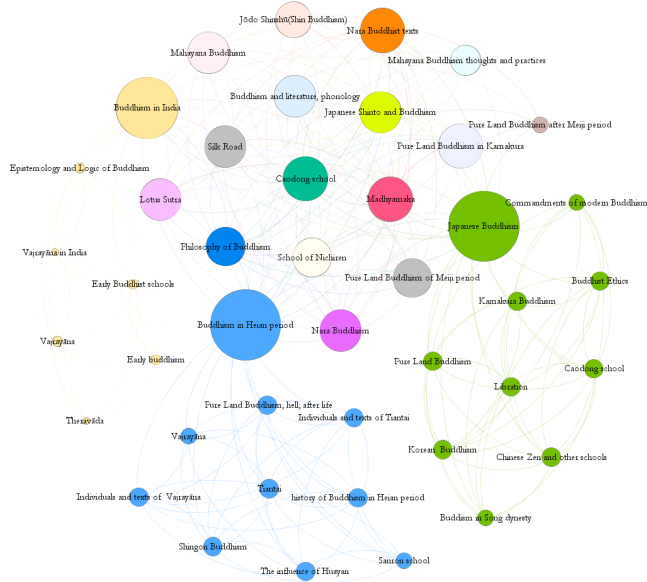 Jōdo Shinshū(Shin Buddhism)
Nara Buddhist texts
Mahayana Buddhism
Mahayana Buddhism thoughts and practices
Buddhism and literature, phonology
Buddhism in India
Japanese Shinto and Buddhism
Pure Land Buddhism after Meiji period
Silk Road
Pure Land Buddhism in Kamakura
Epistemology and Logic of Buddhism
Caodong school
Lotus Sutra
Madhyamaka
Commandments of modern Buddhism
Japanese Buddhism
Philosophy of Buddhism
Vajrayāna in India
School of Nichiren
Pure Land Buddhism of Meiji period
Early Buddhist schools
Buddhist Ethics
Kamakura Buddhism
Buddhism in Heian period
Nara Buddhism
Vajrayāna
Early buddhism
Pure Land Buddhism
Caodong school
Libration
Pure Land Buddhism; hell; after life
Individuals and texts of Tiantai
Theravāda
Vajrayāna
Korean Buddhism
Chinese Zen and other schools
Tiantai
Individuals and texts of Vajrayāna
history of Buddhism in Heian period
Buddism in Song dynesty
Shingon Buddhism
Sanron school
The influence of Huayan